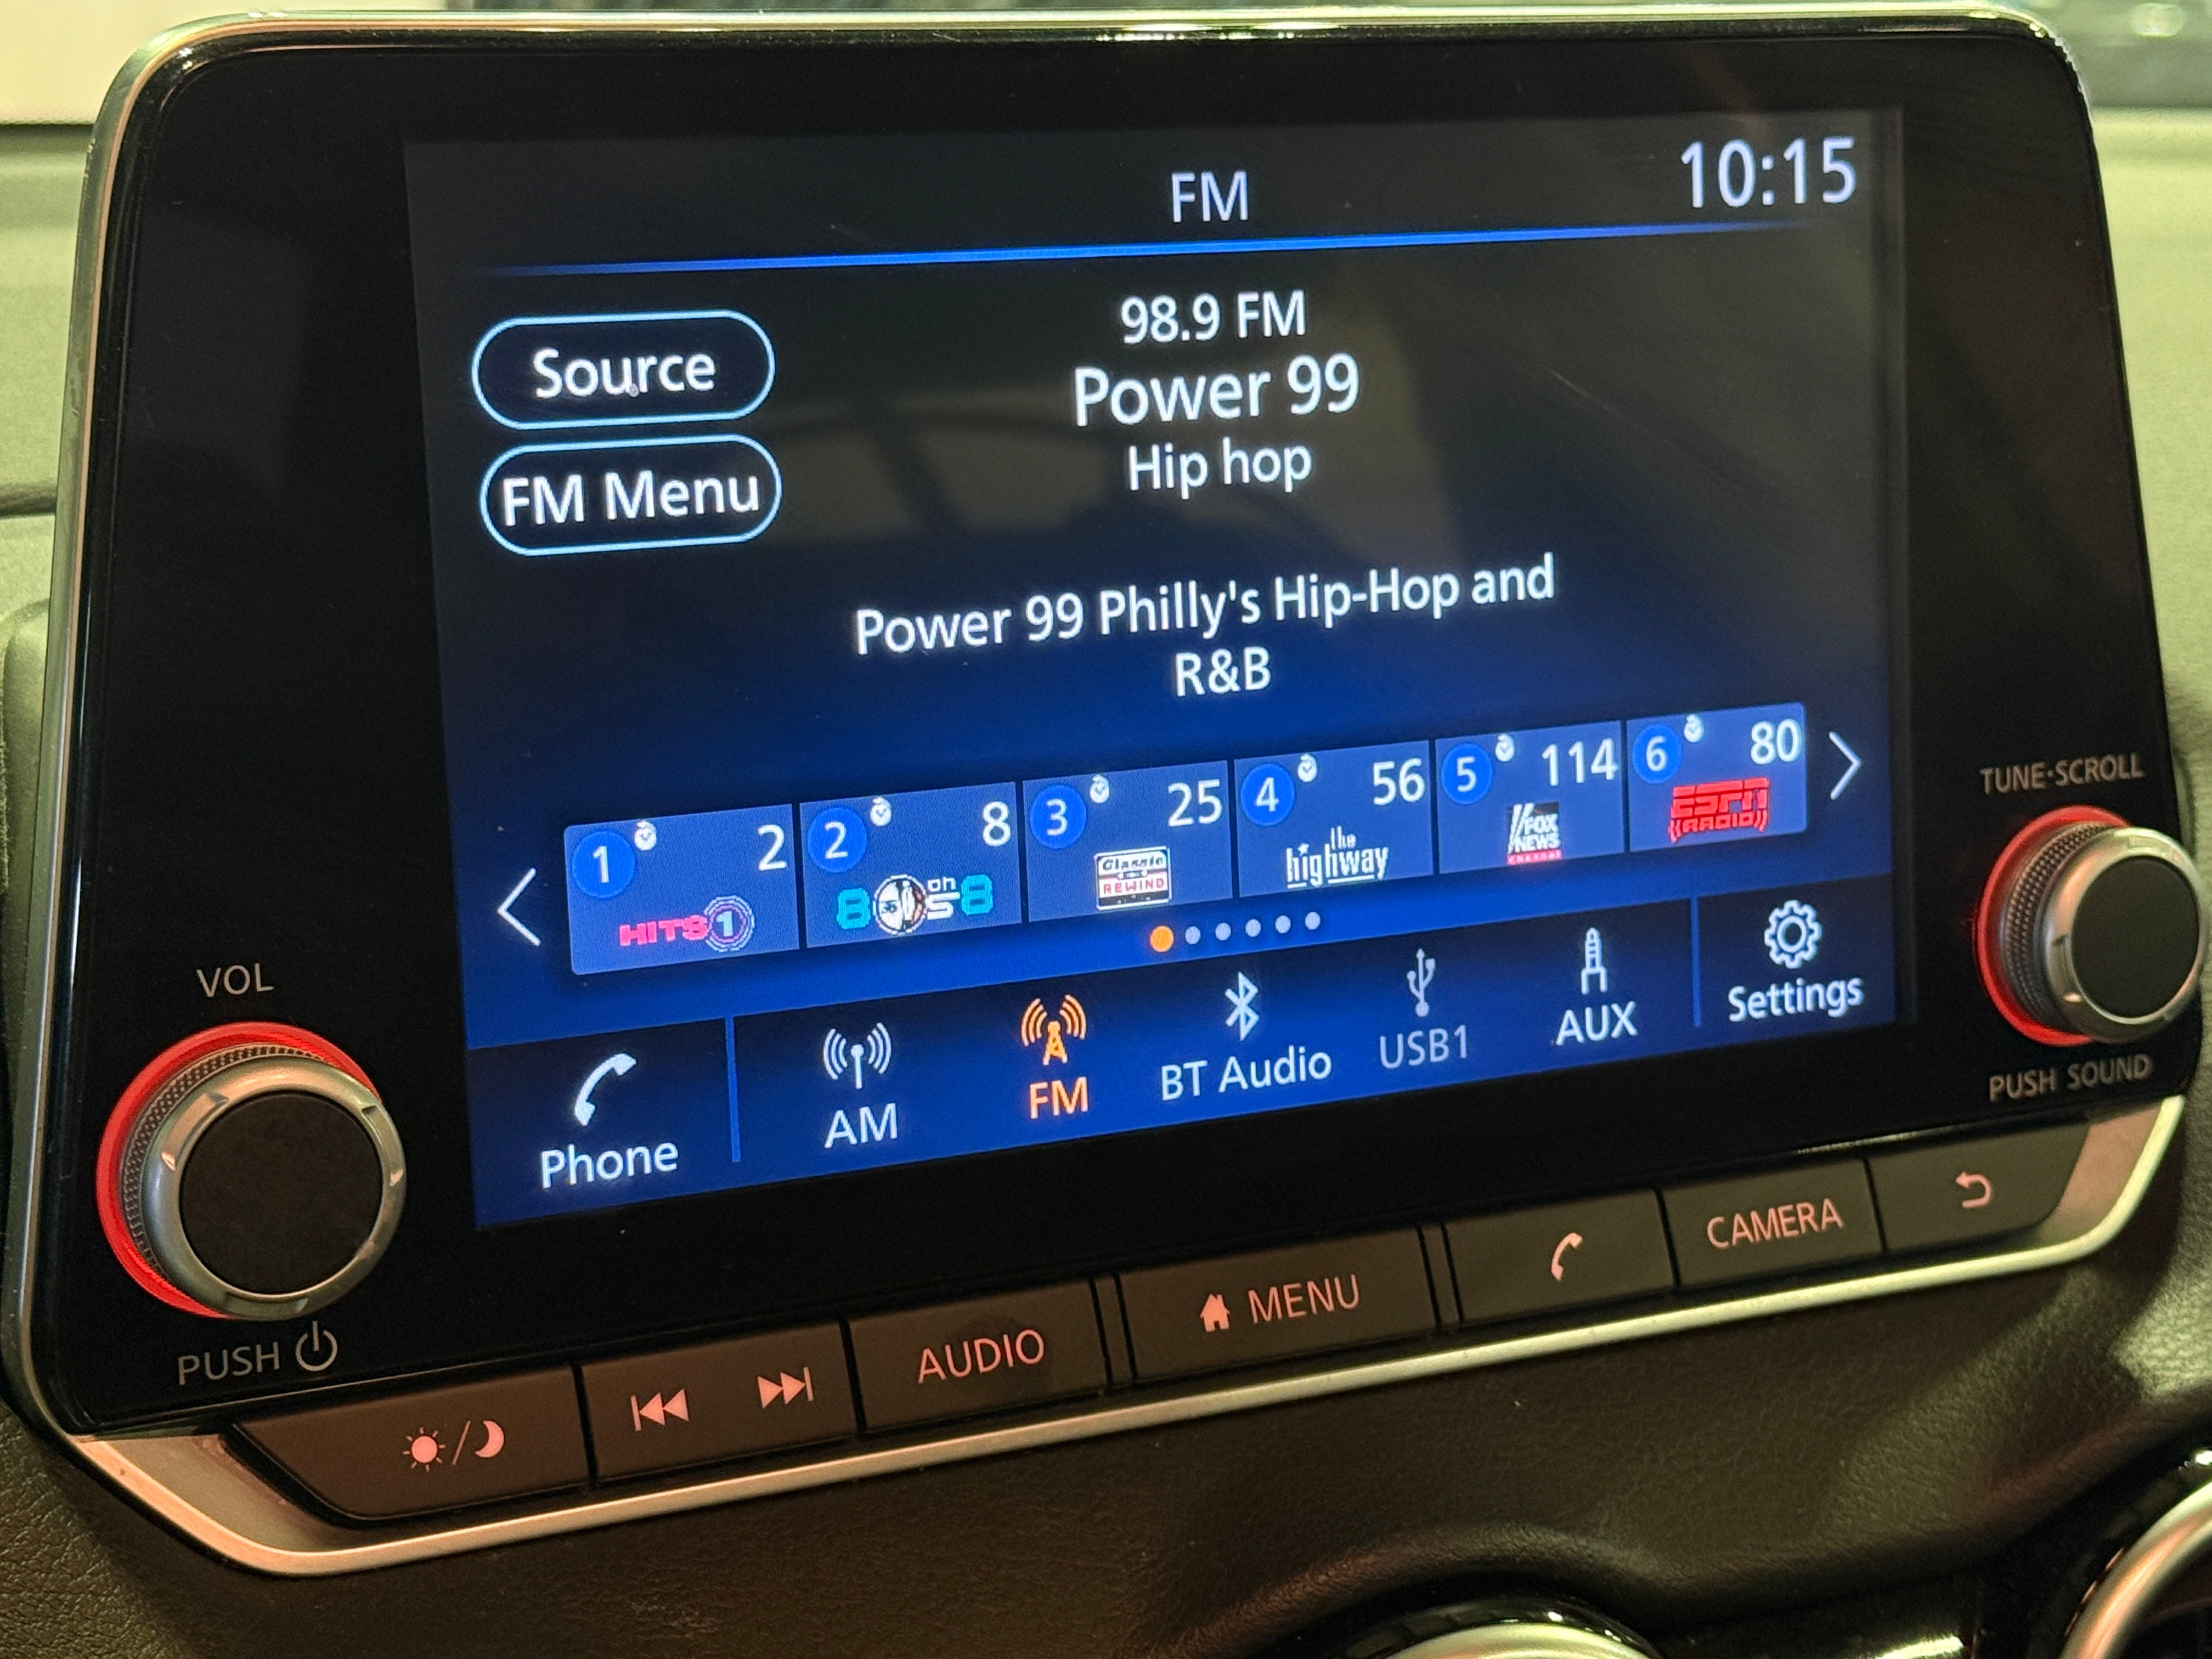 FM
10:15
98.9 FM
Source
Power 99
Hip hop
FM Menu
Power 99 Philly's Hip-Hop and
R&B
1 2
HITS 1
2 8
80s on 8
3 25
Classic
REWIND
4 56
the
highway
5 114
FOX
NEWS
channel
6 80
ESPN
RADIO
Phone
AM
FM
BT Audio
USB1
AUX
Settings
VOL
PUSH
TUNE·SCROLL
PUSH SOUND
AUDIO
MENU
CAMERA